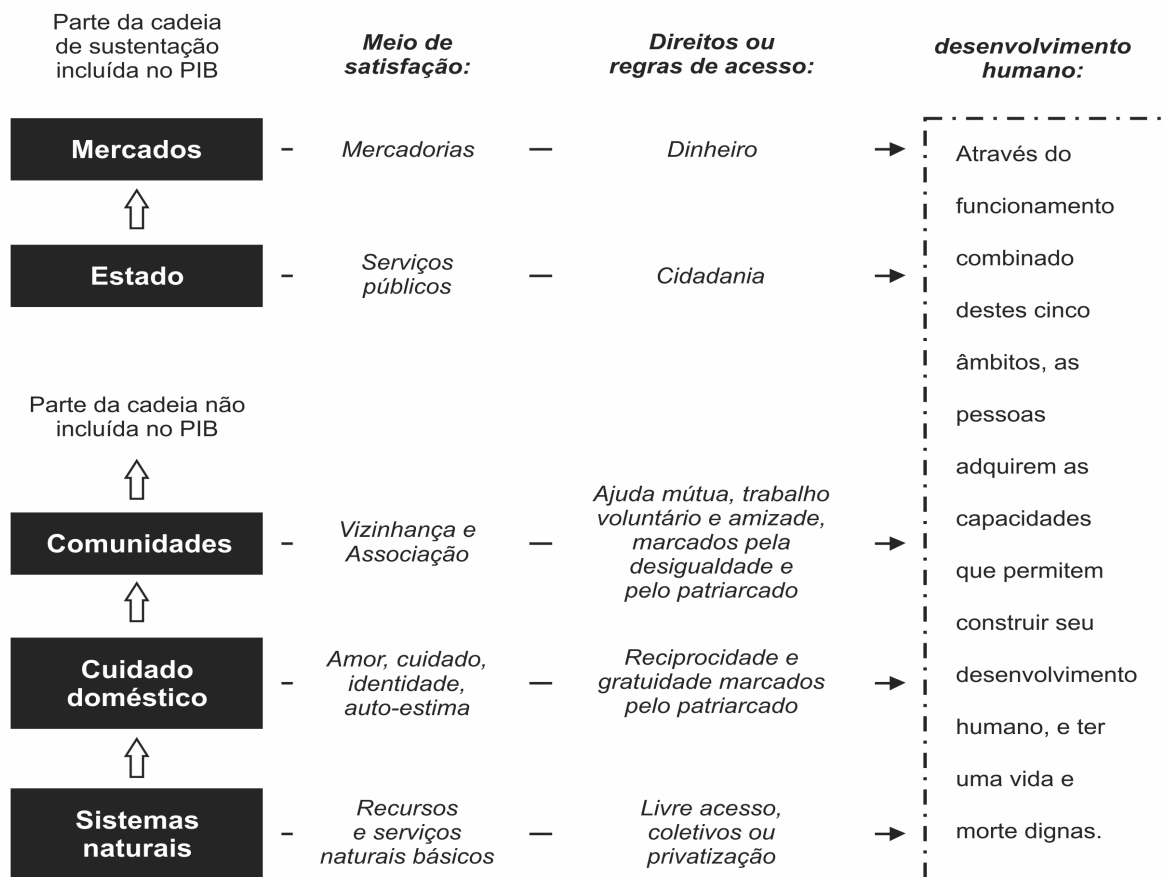 Parte da cadeia
de sustentação
incluída no PIB
Meio de
satisfação:
Direitos ou
regras de acesso:
desenvolvimento
humano:
Mercados
Mercadorias
Dinheiro
Estado
Serviços
públicos
Cidadania
Parte da cadeia não
incluída no PIB
Comunidades
Vizinhança e
Associação
Ajuda mútua, trabalho
voluntário e amizade,
marcados pela
desigualdade e
pelo patriarcado
Cuidado
doméstico
Amor, cuidado,
identidade,
auto-estima
Reciprocidade e
gratuidade marcados
pelo patriarcado
Sistemas
naturais
Recursos
e serviços
naturais básicos
Livre acesso,
coletivos ou
privatização
Através do
funcionamento
combinado
destes cinco
âmbitos, as
pessoas
adquirem as
capacidades
que permitem
construir seu
desenvolvimento
humano, e ter
uma vida e
morte dignas.